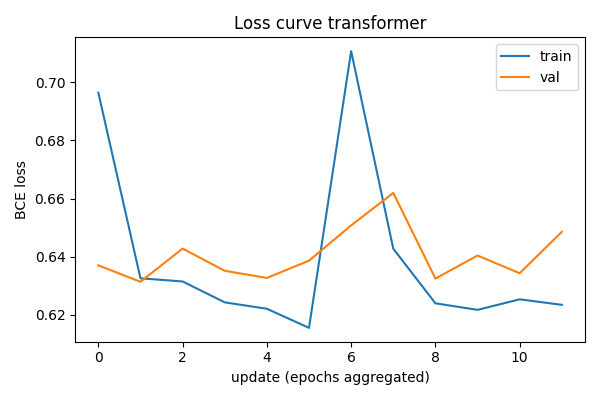 Loss curve transformer
train
val
BCE loss
0.70
0.68
0.66
0.64
0.62
0 2 4 6 8 10
update (epochs aggregated)